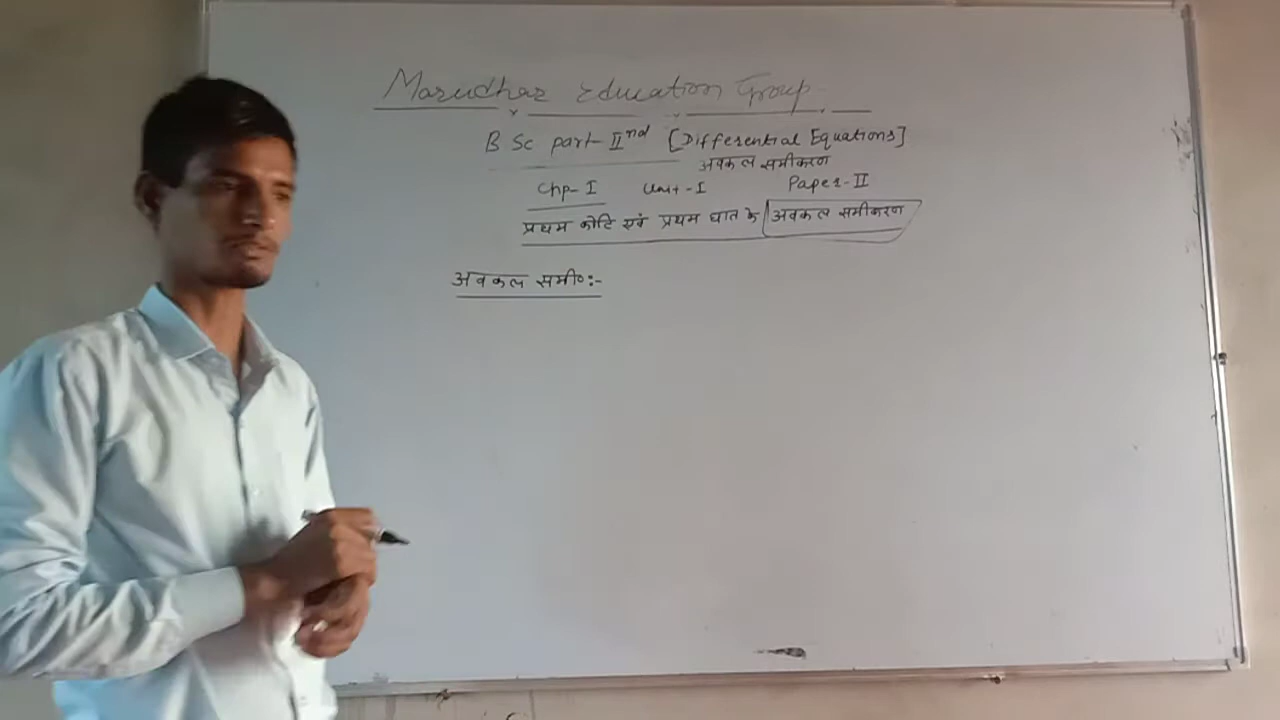 Marudhar Education Group
B Sc part-IInd [Differential Equations]
अवकल समीकरण
Chp-I Unit-I Paper-II
प्रथम कोटि एवं प्रथम घात के अवकल समीकरण
अवकल समी०:-